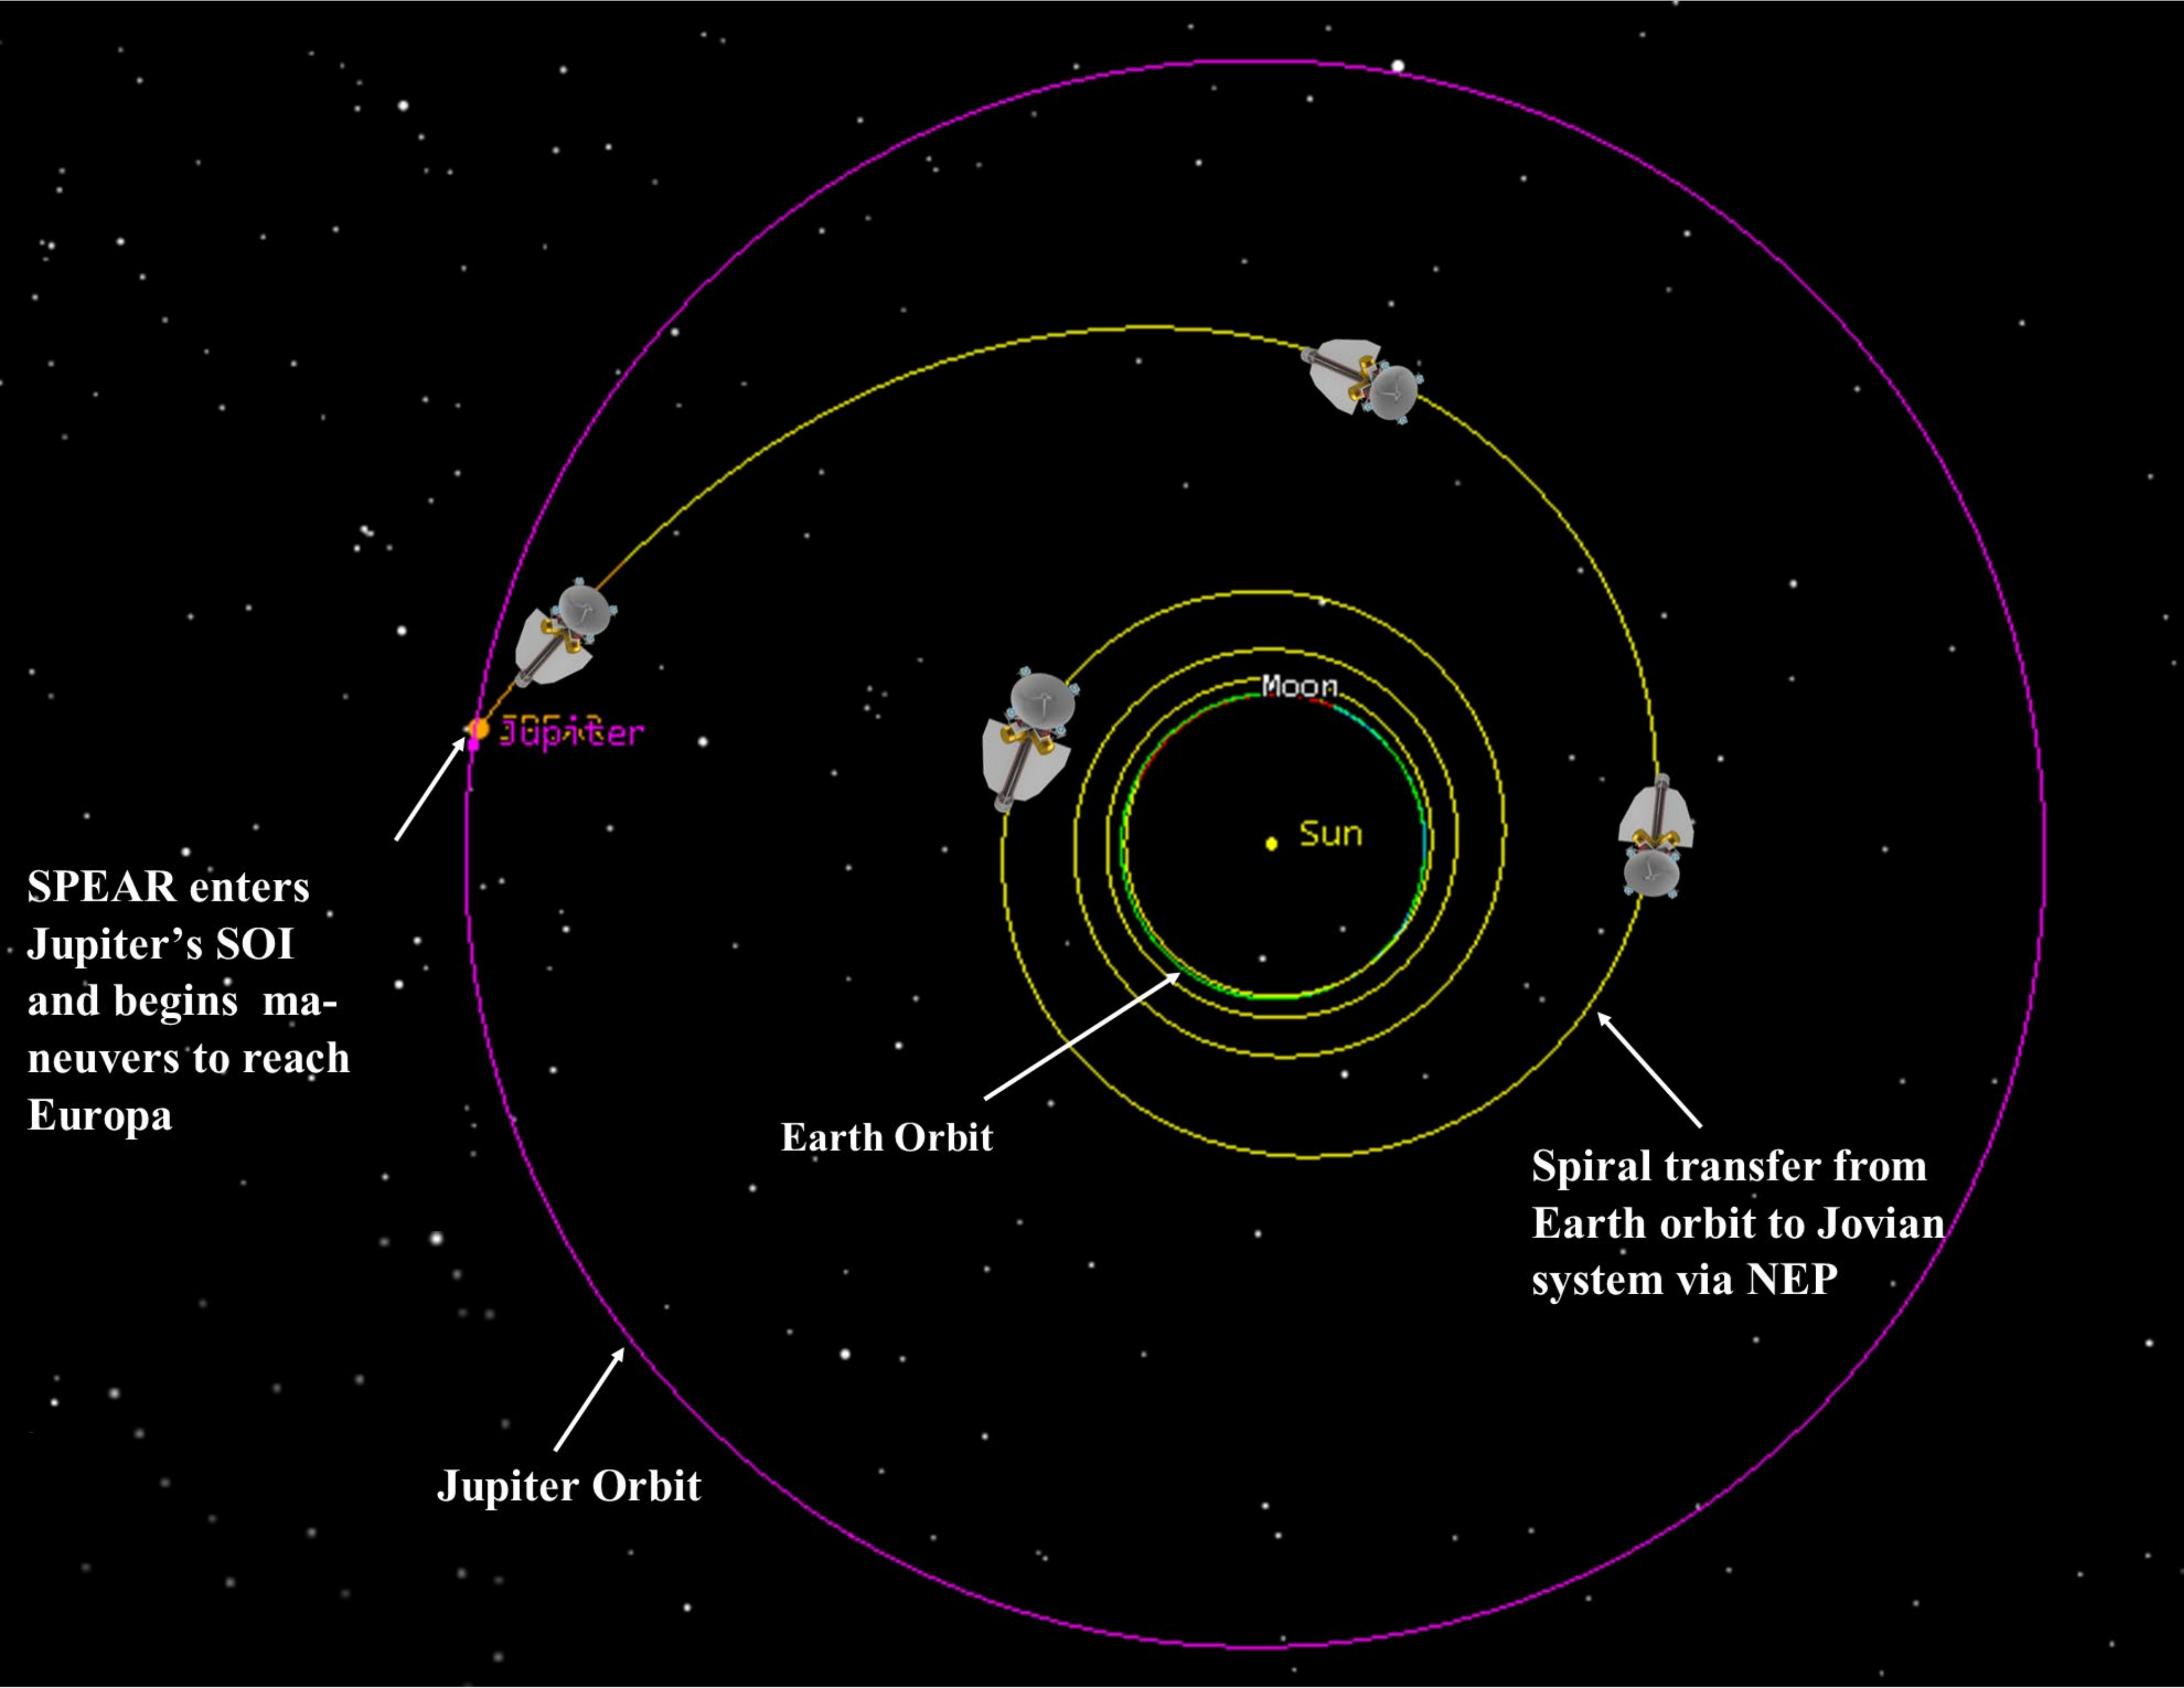 Moon
Sun
Jupiter
SPEAR enters
Jupiter’s SOI
and begins ma-
neuvers to reach
Europa
Earth Orbit
Spiral transfer from
Earth orbit to Jovian
system via NEP
Jupiter Orbit